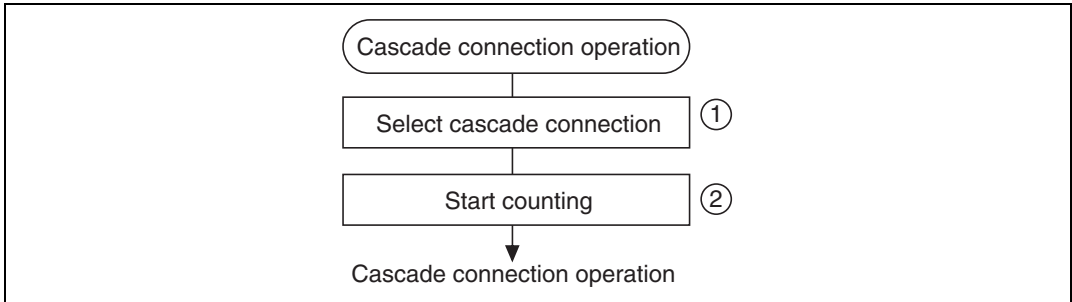 Cascade connection operation
Select cascade connection ①
Start counting ②
Cascade connection operation